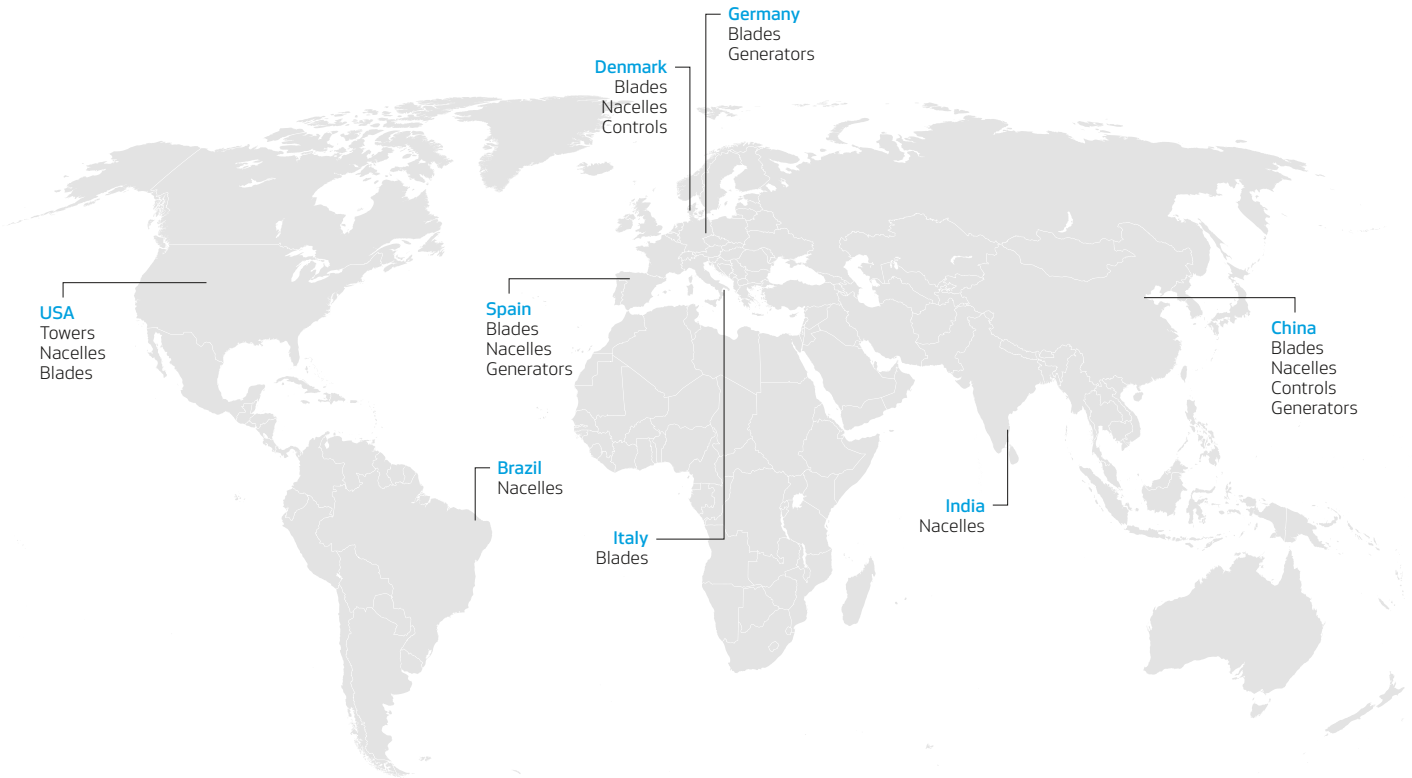 Germany
Blades
Generators
Denmark
Blades
Nacelles
Controls
USA
Towers
Nacelles
Blades
Spain
Blades
Nacelles
Generators
China
Blades
Nacelles
Controls
Generators
Brazil
Nacelles
India
Nacelles
Italy
Blades